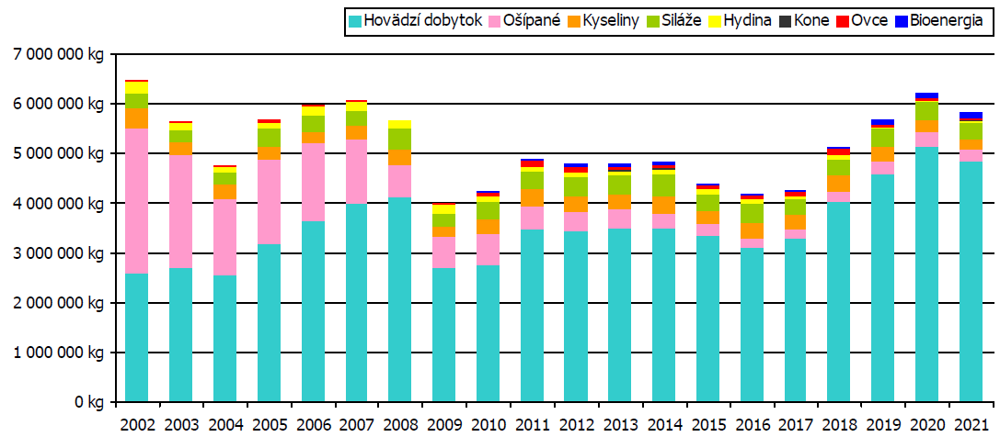 Hovädzí dobytok Ošípané Kyseliny Siláže Hydina Kone Ovce Bioenergia
7 000 000 kg
6 000 000 kg
5 000 000 kg
4 000 000 kg
3 000 000 kg
2 000 000 kg
1 000 000 kg
0 kg
2002 2003 2004 2005 2006 2007 2008 2009 2010 2011 2012 2013 2014 2015 2016 2017 2018 2019 2020 2021